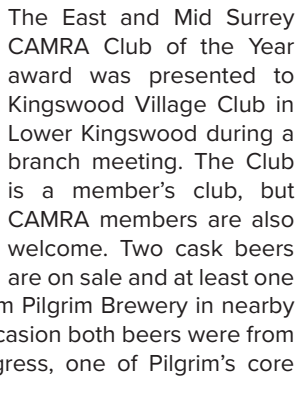 The East and Mid Surrey
CAMRA Club of the Year
award was presented to
Kingswood Village Club in
Lower Kingswood during a
branch meeting. The Club
is a member's club, but
CAMRA members are also
welcome. Two cask beers
are on sale and at least one
Pilgrim Brewery in nearby
both beers were from
one of Pilgrim's core